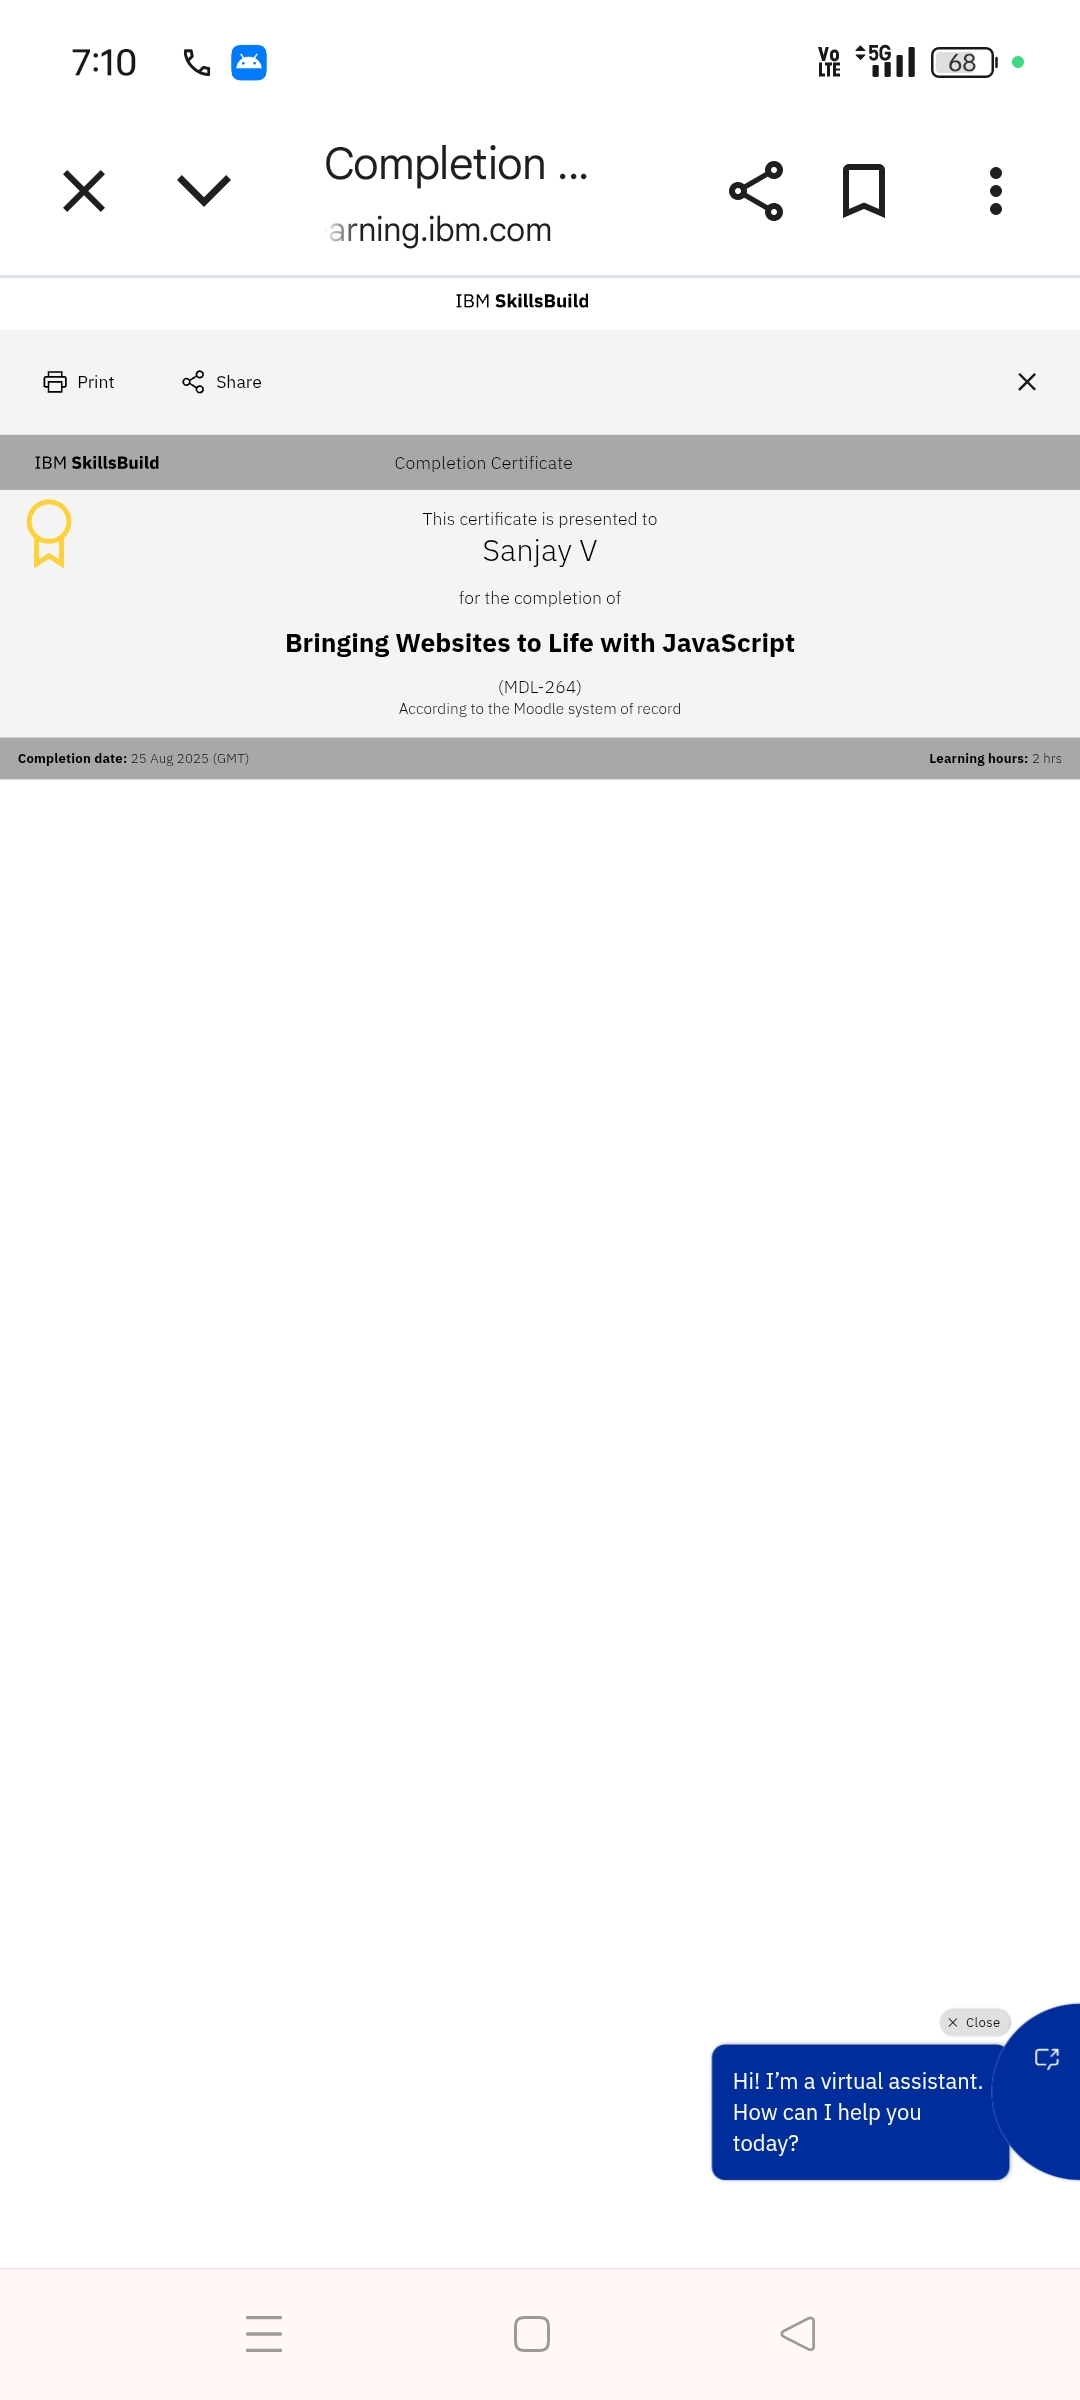 7:10
Vo
LTE
5G
68
Completion ...
arning.ibm.com
IBM SkillsBuild
Print
Share
IBM SkillsBuild
Completion Certificate
This certificate is presented to
Sanjay V
for the completion of
Bringing Websites to Life with JavaScript
(MDL-264)
According to the Moodle system of record
Completion date: 25 Aug 2025 (GMT)
Learning hours: 2 hrs
Close
Hi! I’m a virtual assistant.
How can I help you
today?